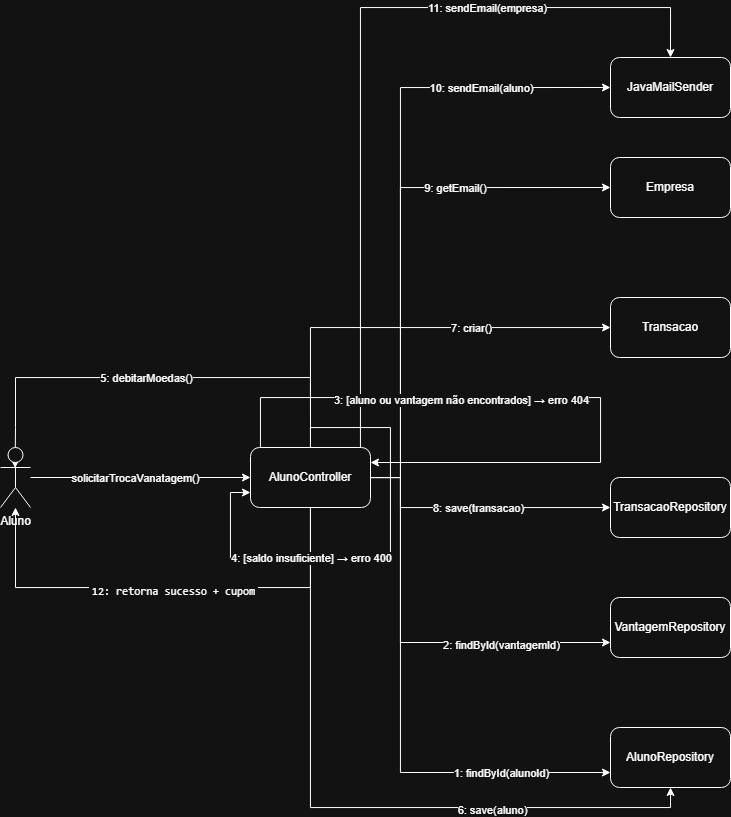 11: sendEmail(empresa)
JavaMailSender
10: sendEmail(aluno)
9: getEmail()
Empresa
7: criar()
Transacao
5: debitarMoedas()
3: [aluno ou vantagem não encontrados] → erro 404
solicitarTrocaVanatagem()
AlunoController
Aluno
8: save(transacao)
TransacaoRepository
4: [saldo insuficiente] → erro 400
12: retorna sucesso + cupom
2: findById(vantagemId)
VantagemRepository
AlunoRepository
1: findById(alunoId)
6: save(aluno)